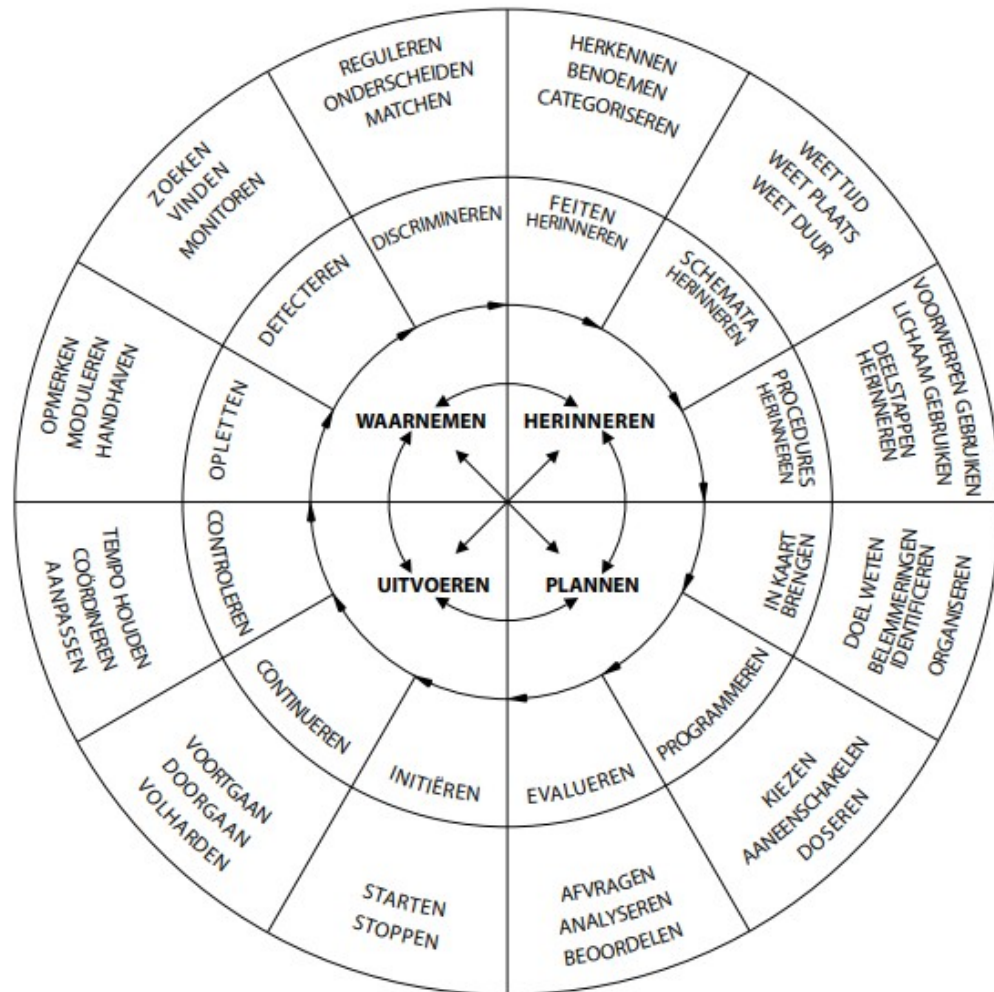 REGULEREN
ONDERSCHEIDEN
MATCHEN
HERKENNEN
BENOEMEN
CATEGORISEREN
ZOEKEN
VINDEN
MONITOREN
WEET TIJD
WEET PLAATS
WEET DUUR
DISCRIMINEREN
FEITEN
HERINNEREN
DETECTEREN
SCHEMATA
HERINNEREN
OPMERKEN
MODULEREN
HANDHAVEN
OPLETTEN
WAARNEMEN
HERINNEREN
PROCEDURES
HERINNEREN
VOORWERPEN GEBRUIKEN
LICHAAM GEBRUIKEN
DEELSTAPPEN
HERINNEREN
TEMPO HOUDEN
COÖRDINEREN
AANPASSEN
CONTROLEREN
UITVOEREN
PLANNEN
IN KAART
BRENGEN
DOEL WETEN
BELEMMERINGEN
IDENTIFICEREN
ORGANISEREN
CONTINUEREN
PROGRAMMEREN
INITIËREN
EVALUEREN
VOORTGAAN
DOORGAAN
VOLHARDEN
KIEZEN
AANEENSCHAKELEN
DOSEREN
STARTEN
STOPPEN
AFVRAGEN
ANALYSEREN
BEOORDELEN